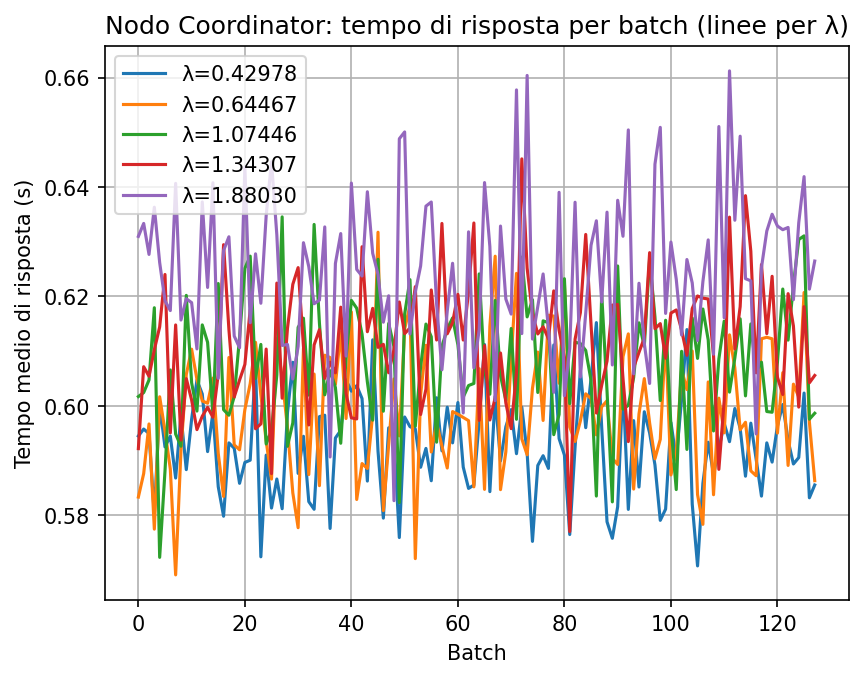 Nodo Coordinator: tempo di risposta per batch (linee per λ)
λ=0.42978
λ=0.64467
λ=1.07446
λ=1.34307
λ=1.88030
Tempo medio di risposta (s)
0.66
0.64
0.62
0.60
0.58
0 20 40 60 80 100 120
Batch